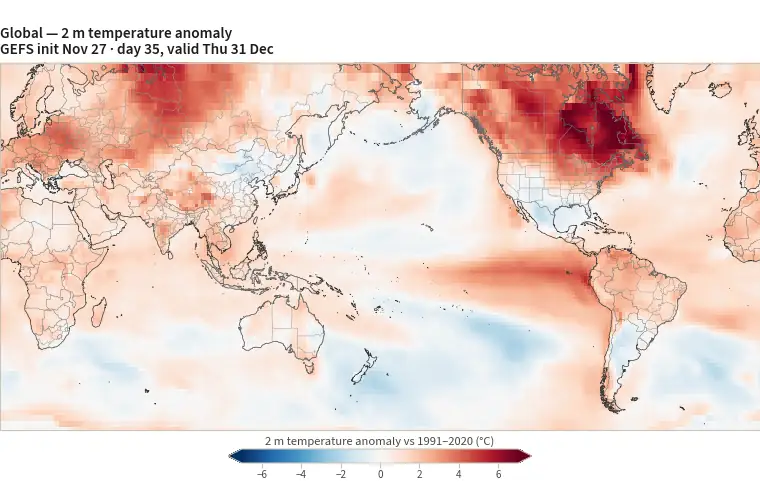 Global — 2 m temperature anomaly
GEFS init Nov 27 · day 35, valid Thu 31 Dec
2 m temperature anomaly vs 1991–2020 (°C)
−6 −4 −2 0 2 4 6